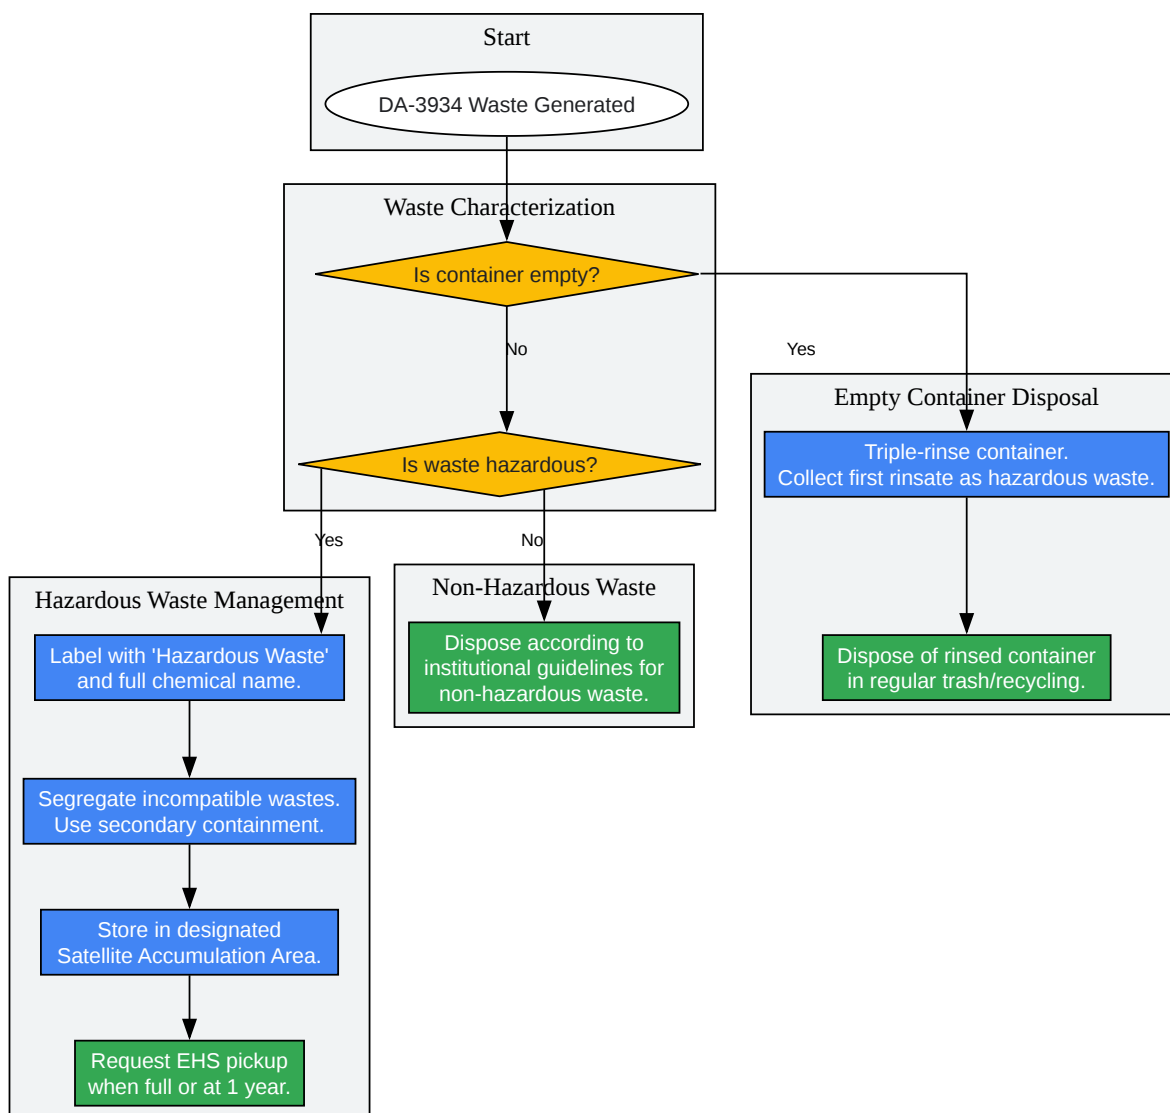 Start
DA-3934 Waste Generated
Waste Characterization
Is container empty?
No
Yes
Is waste hazardous?
Yes
No
Empty Container Disposal
Triple-rinse container.
Collect first rinsate as hazardous waste.
Dispose of rinsed container
in regular trash/recycling.
Non-Hazardous Waste
Dispose according to
institutional guidelines for
non-hazardous waste.
Hazardous Waste Management
Label with 'Hazardous Waste'
and full chemical name.
Segregate incompatible wastes.
Use secondary containment.
Store in designated
Satellite Accumulation Area.
Request EHS pickup
when full or at 1 year.